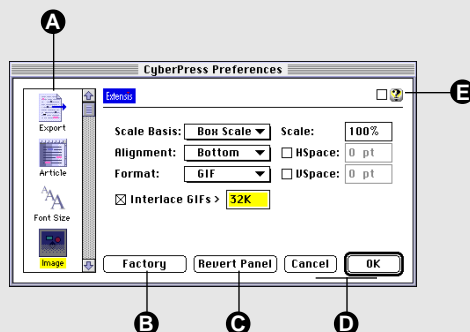 A
CyberPress Preferences
Extensis
E
Export
Article
Font Size
Image
Scale Basis: Box Scale Scale: 100%
Alignment: Bottom HSpace: 0 pt
Format: GIF VSpace: 0 pt
Interlace GIFs > 32K
Factory Revert Panel Cancel OK
B C D